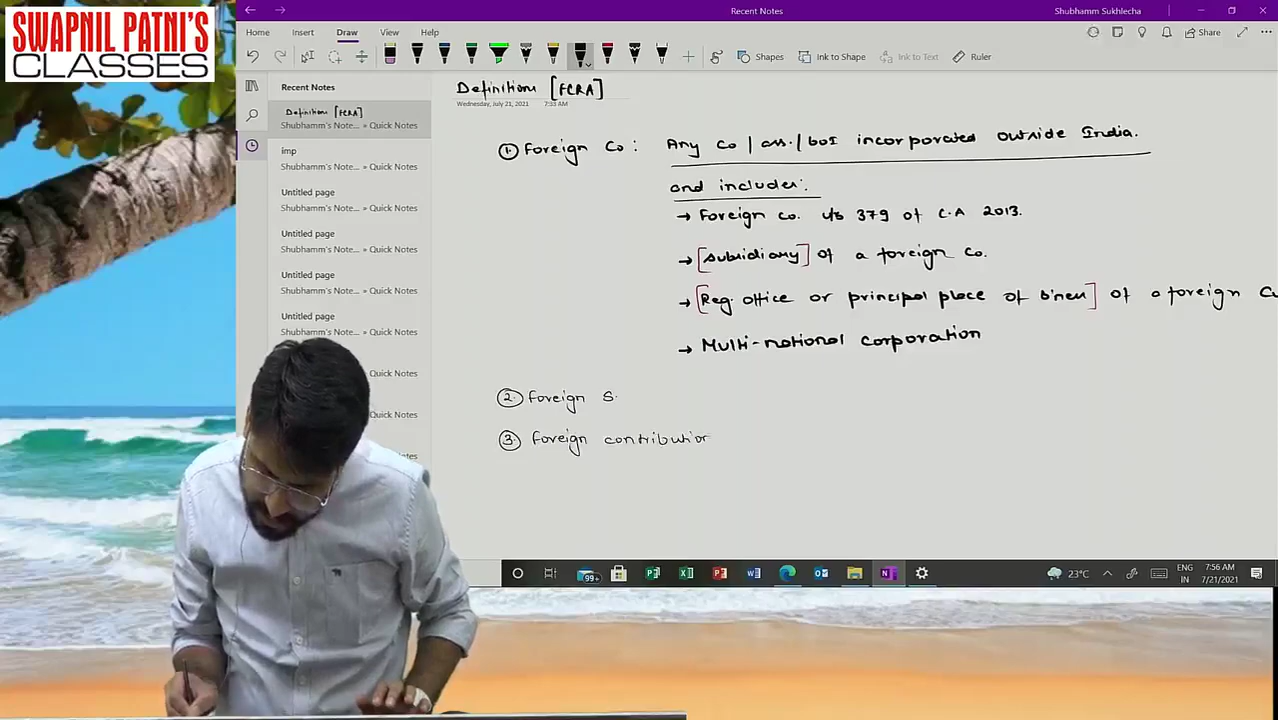 SWAPNIL PATNI'S
CLASSES
Recent Notes
Shubhamm Sukhlecha
Home Insert Draw View Help
Share
Shapes Ink to Shape Ink to Text Ruler
Recent Notes
Definitions [FCRA]
Shubhamm's Note... » Quick Notes
imp
Shubhamm's Note... » Quick Notes
Untitled page
Shubhamm's Note... » Quick Notes
Untitled page
Shubhamm's Note... » Quick Notes
Untitled page
Shubhamm's Note... » Quick Notes
Untitled page
Shubhamm's Note... » Quick Notes
Quick Notes
Quick Notes
Definitions [FCRA]
Wednesday, July 21, 2021 7:33 AM
1. Foreign Co: Any Co / ass. / boI incorporated outside India.
and includes:
→ Foreign co. u/s 379 of C.A 2013.
→ [Subsidiary] of a foreign Co.
→ [Reg. office or principal place of b'ness] of a foreign Co
→ Multi-national corporation
2. Foreign S.
3. Foreign contribution
99+
23°C
ENG
IN
7:56 AM
7/21/2021